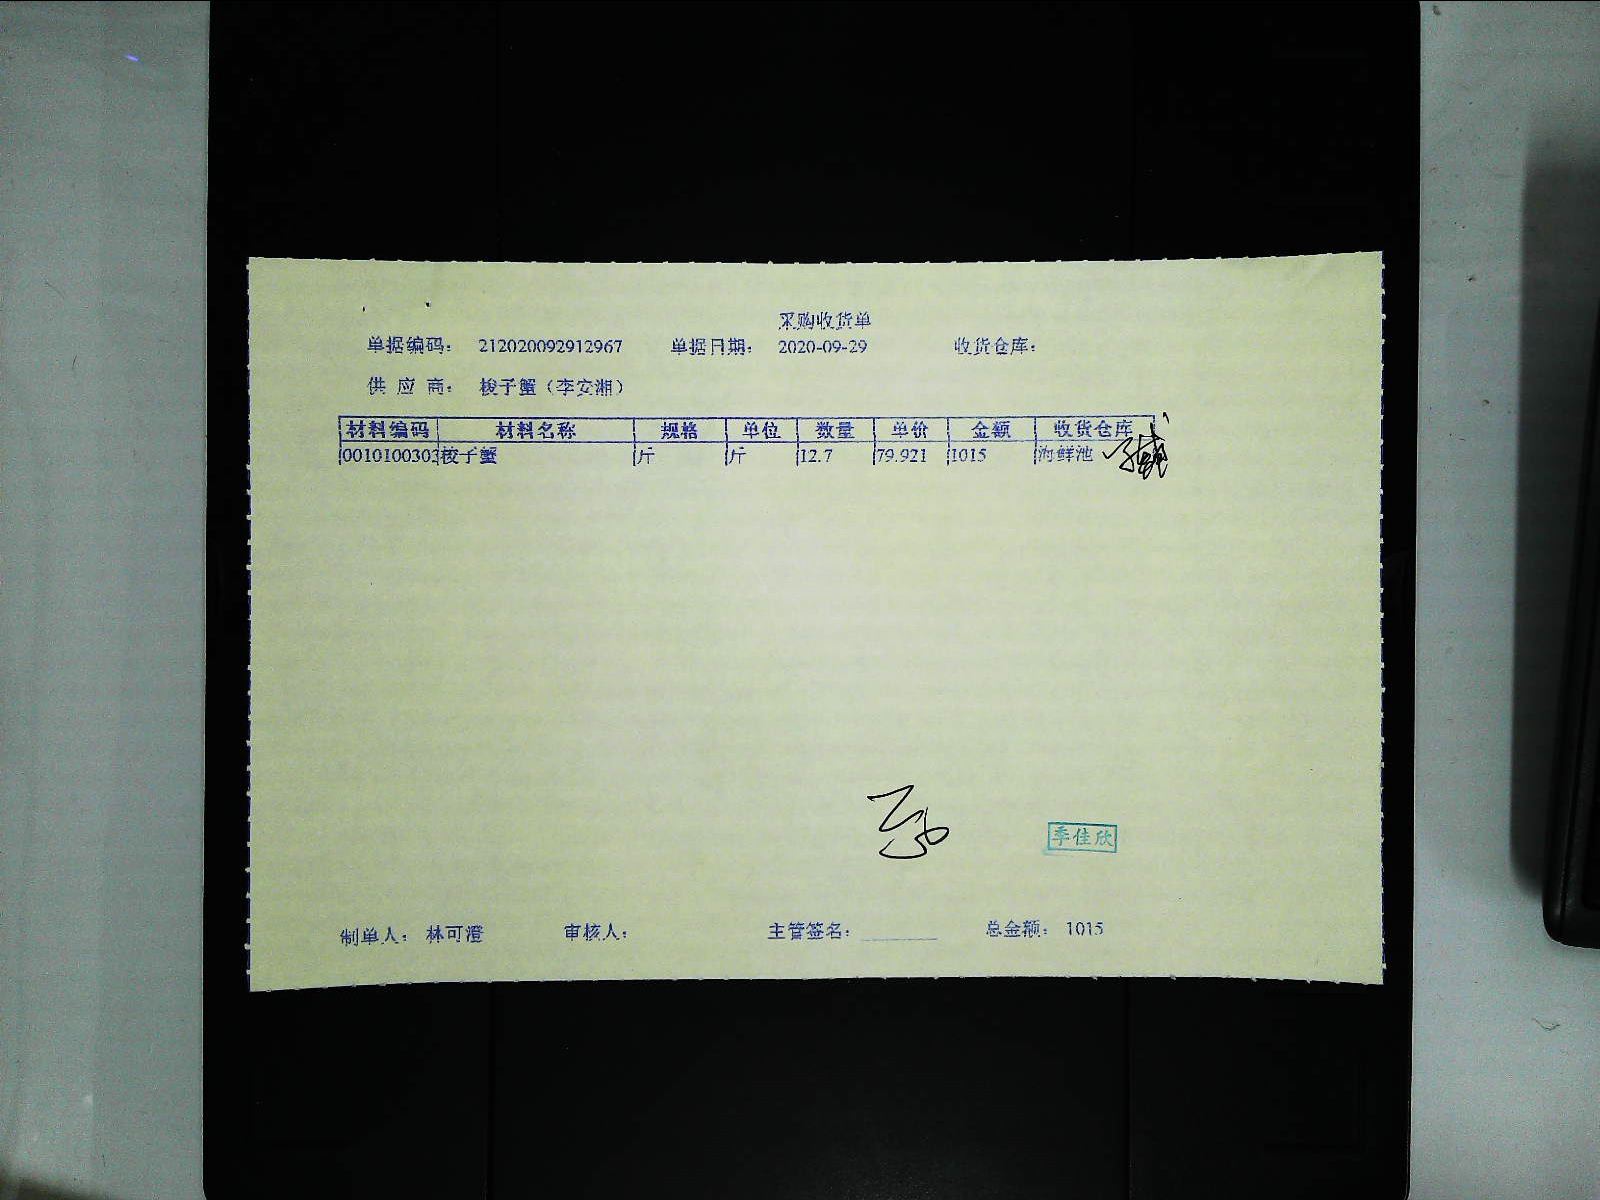 采购收货单
单据编码： 212020092912967 单据日期： 2020-09-29 收货仓库：
供 应 商： 梭子蟹（李安湘）
材料编码 材料名称 规格 单位 数量 单价 金额 收货仓库
0010100303 梭子蟹 斤 斤 12.7 79.921 1015 海鲜池
季佳欣
制单人： 林可澄 审核人： 主管签名： 总金额： 1015